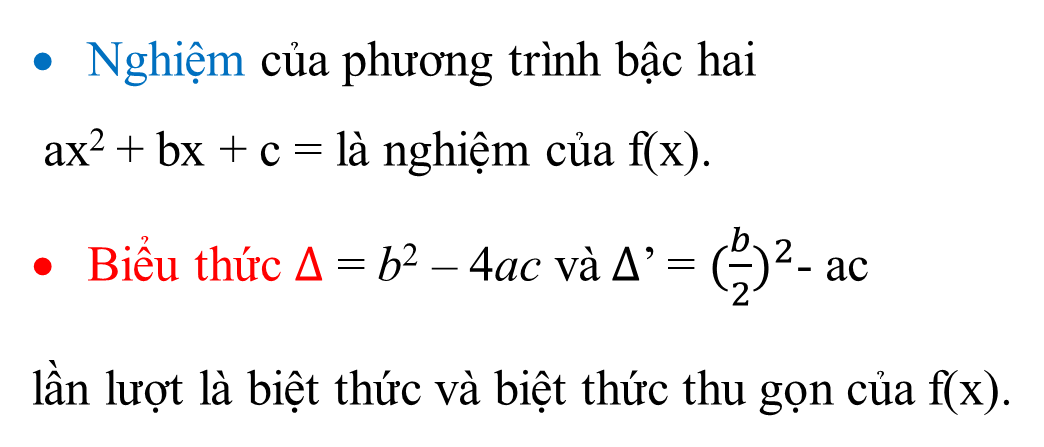 • Nghiệm của phương trình bậc hai
ax² + bx + c = là nghiệm của f(x).
• Biểu thức Δ = b² – 4ac và Δ’ = (b/2)²- ac
lần lượt là biệt thức và biệt thức thu gọn của f(x).